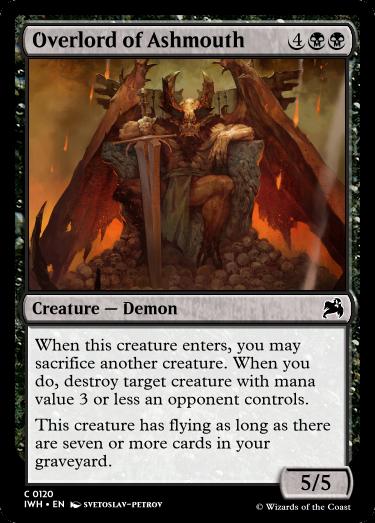 Overlord of Ashmouth 4
Creature — Demon
When this creature enters, you may
sacrifice another creature. When you
do, destroy target creature with mana
value 3 or less an opponent controls.
This creature has flying as long as there
are seven or more cards in your
graveyard.
5/5
C 0120
IWH • EN SVETOSLAV-PETROV
© Wizards of the Coast